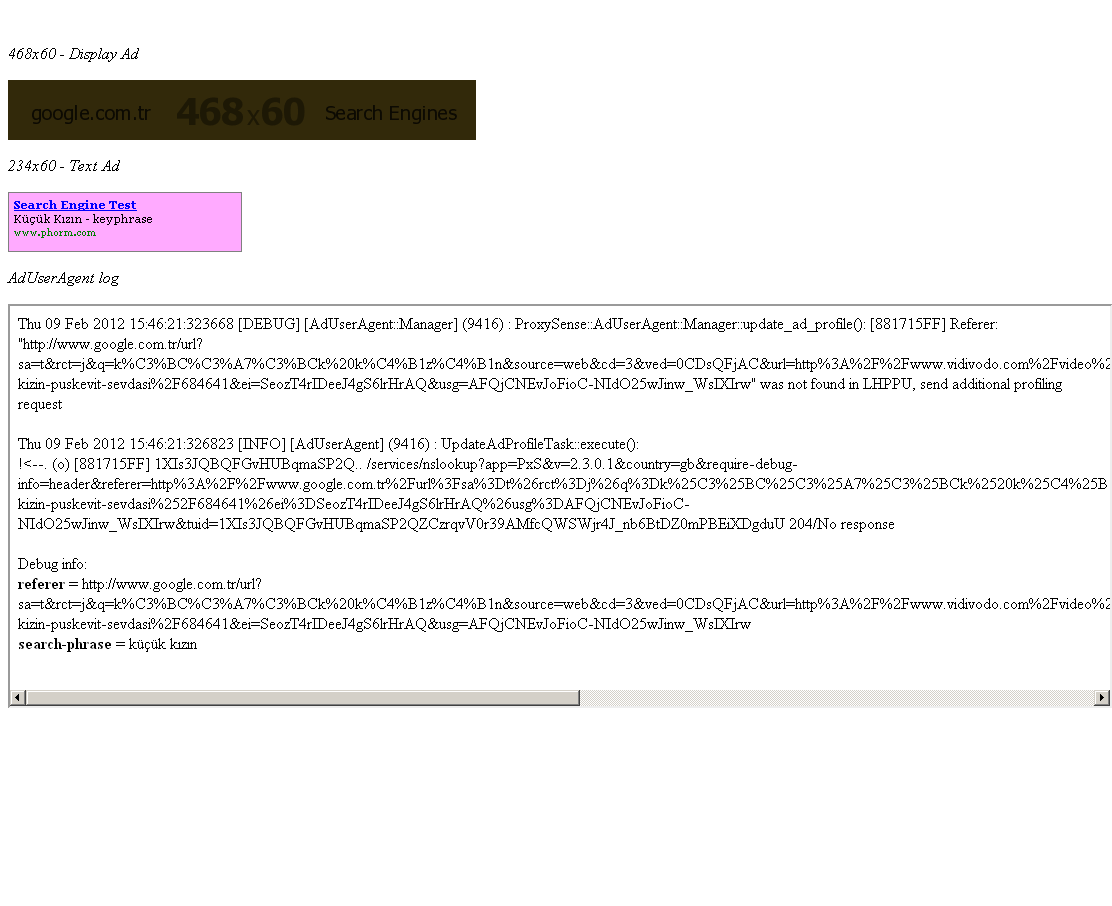 468x60 - Display Ad
google.com.tr 468x60 Search Engines
234x60 - Text Ad
Search Engine Test
Küçük Kızın - keyphrase
www.phorm.com
AdUserAgent log
Thu 09 Feb 2012 15:46:21:323668 [DEBUG] [AdUserAgent::Manager] (9416) : ProxySense::AdUserAgent::Manager::update_ad_profile(): [881715FF] Referer:
"http://www.google.com.tr/url?
sa=t&rct=j&q=k%C3%BC%C3%A7%C3%BCk%20k%C4%B1z%C4%B1n&source=web&cd=3&ved=0CDsQFjAC&url=http%3A%2F%2Fwww.vidivodo.com%2Fvideo%2
kizin-puskevit-sevdasi%2F684641&ei=SeozT4rIDeeJ4gS6lrHrAQ&usg=AFQjCNEvJoFioC-NIdO25wJinw_WsIXIrw" was not found in LHPPU, send additional profiling
request
Thu 09 Feb 2012 15:46:21:326823 [INFO] [AdUserAgent] (9416) : UpdateAdProfileTask::execute():
!<--. (o) [881715FF] 1XIs3JQBQFGvHUBqmaSP2Q.. /services/nslookup?app=PxS&v=2.3.0.1&country=gb&require-debug-
info=header&referer=http%3A%2F%2Fwww.google.com.tr%2Furl%3Fsa%3Dt%26rct%3Dj%26q%3Dk%25C3%25BC%25C3%25A7%25C3%25BCk%2520k%25C4%25B
kizin-puskevit-sevdasi%252F684641%26ei%3DSeozT4rIDeeJ4gS6lrHrAQ%26usg%3DAFQjCNEvJoFioC-
NIdO25wJinw_WsIXIrw&tuid=1XIs3JQBQFGvHUBqmaSP2QZCzrqvV0r39AMfcQWSWjr4J_nb6BtDZ0mPBEiXDgduU 204/No response
Debug info:
referer = http://www.google.com.tr/url?
sa=t&rct=j&q=k%C3%BC%C3%A7%C3%BCk%20k%C4%B1z%C4%B1n&source=web&cd=3&ved=0CDsQFjAC&url=http%3A%2F%2Fwww.vidivodo.com%2Fvideo%2
kizin-puskevit-sevdasi%2F684641&ei=SeozT4rIDeeJ4gS6lrHrAQ&usg=AFQjCNEvJoFioC-NIdO25wJinw_WsIXIrw
search-phrase = küçük kızın